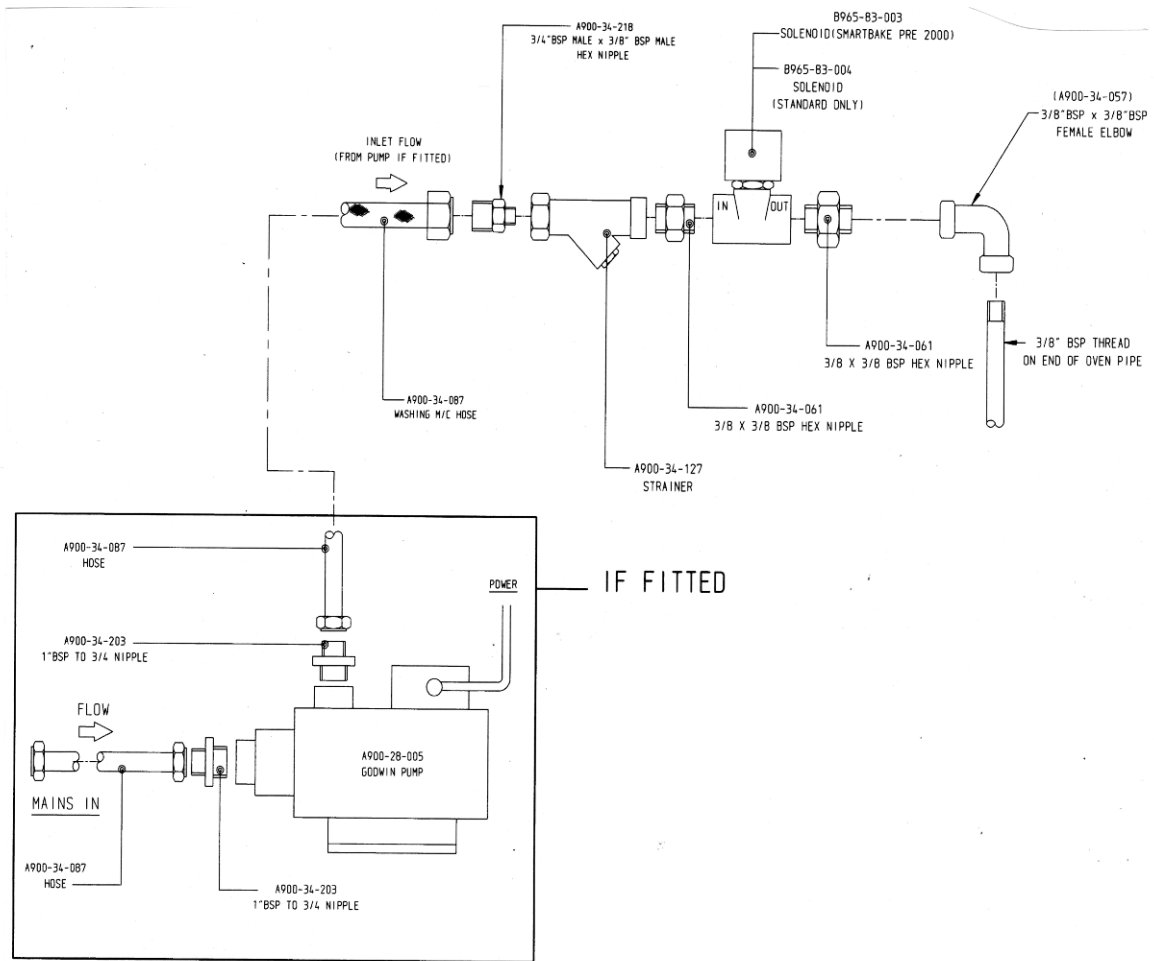 B965-83-003
SOLENOID(SMARTBAKE PRE 2000)
B965-83-004
SOLENOID
(STANDARD ONLY)
A900-34-218
3/4"BSP MALE x 3/8" BSP MALE
HEX NIPPLE
(A900-34-057)
3/8"BSP x 3/8"BSP
FEMALE ELBOW
INLET FLOW
(FROM PUMP IF FITTED)
IN
OUT
A900-34-061
3/8 X 3/8 BSP HEX NIPPLE
3/8" BSP THREAD
ON END OF OVEN PIPE
A900-34-087
WASHING M/C HOSE
A900-34-061
3/8 X 3/8 BSP HEX NIPPLE
A900-34-127
STRAINER
A900-34-087
HOSE
POWER
IF FITTED
A900-34-203
1"BSP TO 3/4 NIPPLE
FLOW
A900-28-005
GODWIN PUMP
MAINS IN
A900-34-087
HOSE
A900-34-203
1"BSP TO 3/4 NIPPLE